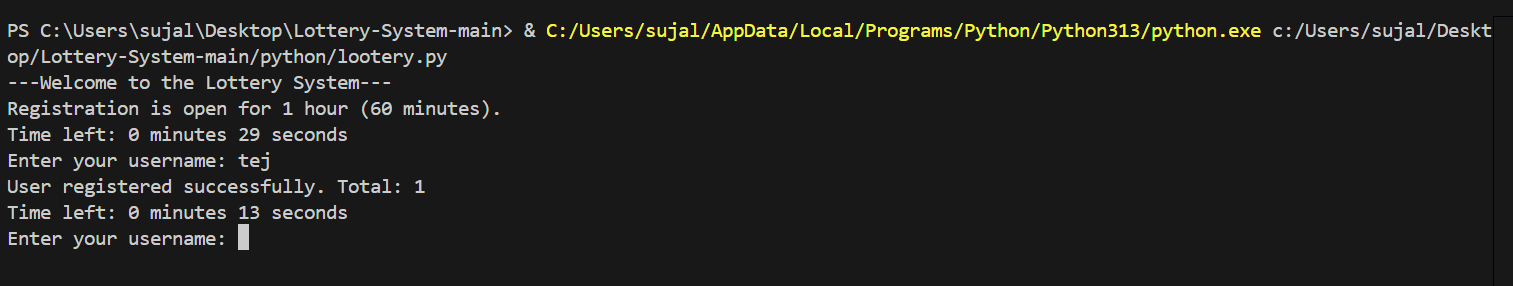 PS C:\Users\sujal\Desktop\Lottery-System-main> & C:/Users/sujal/AppData/Local/Programs/Python/Python313/python.exe c:/Users/sujal/Deskt
op/Lottery-System-main/python/lootery.py
---Welcome to the Lottery System---
Registration is open for 1 hour (60 minutes).
Time left: 0 minutes 29 seconds
Enter your username: tej
User registered successfully. Total: 1
Time left: 0 minutes 13 seconds
Enter your username: